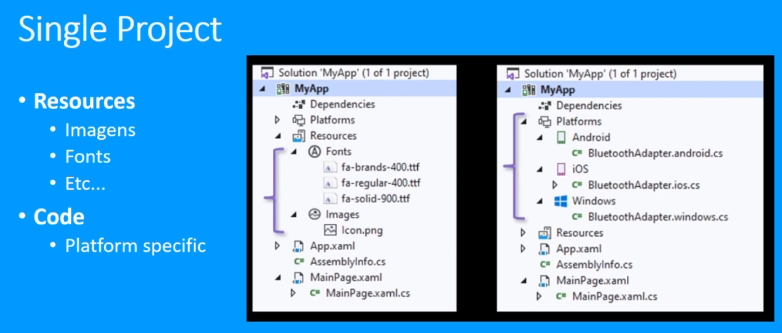 Single Project
• Resources
• Imagens
• Fonts
• Etc...
• Code
• Platform specific
Solution 'MyApp' (1 of 1 project)
MyApp
Dependencies
Platforms
Resources
Fonts
fa-brands-400.ttf
fa-regular-400.ttf
fa-solid-900.ttf
Images
Icon.png
App.xaml
C# AssemblyInfo.cs
MainPage.xaml
C# MainPage.xaml.cs
Solution 'MyApp' (1 of 1 project)
MyApp
Dependencies
Platforms
Android
C# BluetoothAdapter.android.cs
iOS
C# BluetoothAdapter.ios.cs
Windows
C# BluetoothAdapter.windows.cs
Resources
App.xaml
C# AssemblyInfo.cs
MainPage.xaml
C# MainPage.xaml.cs